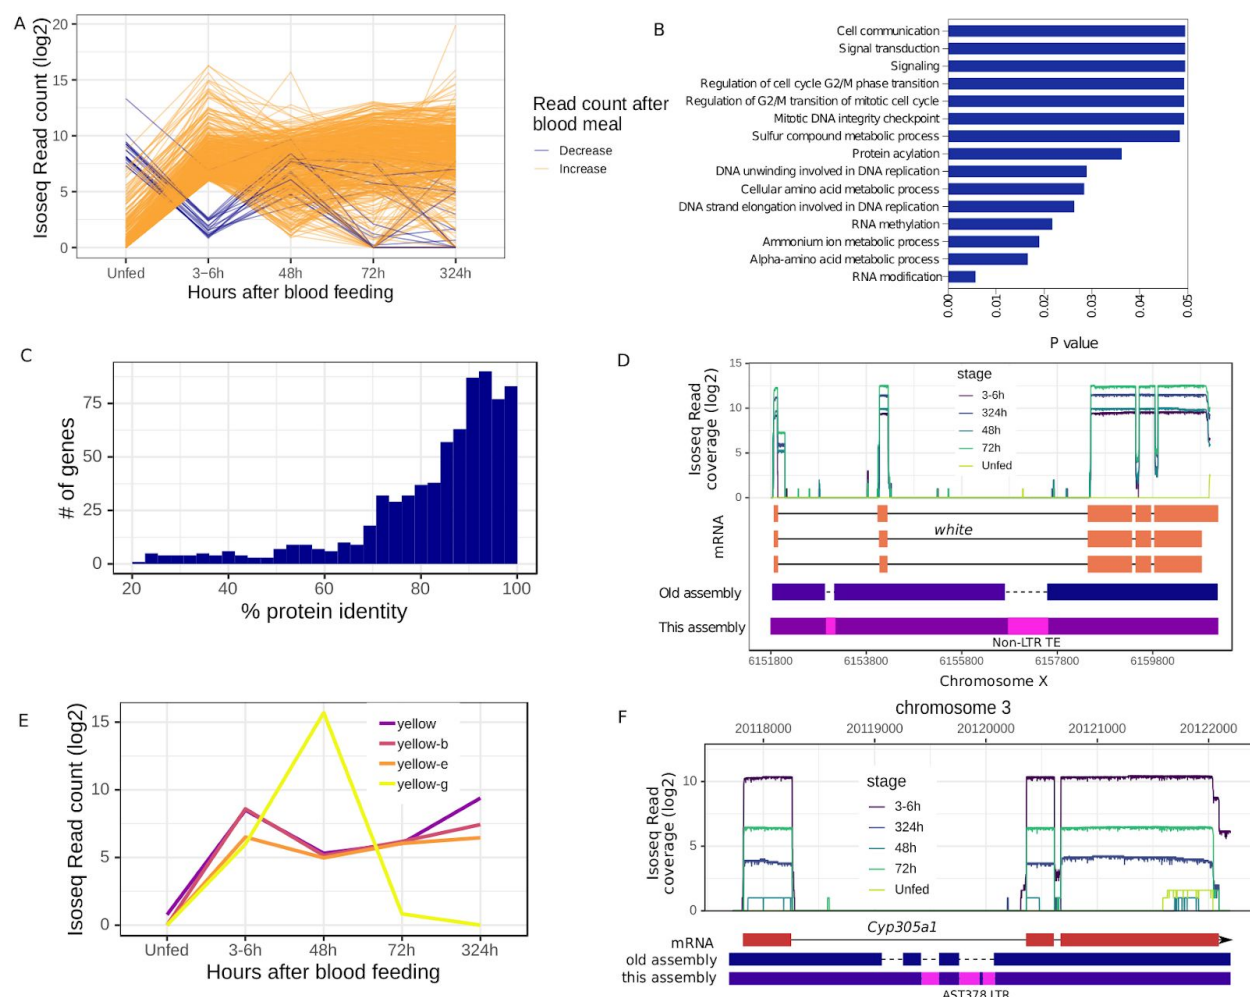 A
Isoseq Read count (log2)
20
15
10
5
0
Unfed
3−6h
48h
72h
324h
Hours after blood feeding
Read count after
blood meal
Decrease
Increase
B
Cell communication
Signal transduction
Signaling
Regulation of cell cycle G2/M phase transition
Regulation of G2/M transition of mitotic cell cycle
Mitotic DNA integrity checkpoint
Sulfur compound metabolic process
Protein acylation
DNA unwinding involved in DNA replication
Cellular amino acid metabolic process
DNA strand elongation involved in DNA replication
RNA methylation
Ammonium ion metabolic process
Alpha-amino acid metabolic process
RNA modification
0.00
0.01
0.02
0.03
0.04
0.05
P value
C
# of genes
75
50
25
0
20
40
60
80
100
% protein identity
D
Isoseq Read
coverage (log2)
15
10
5
0
stage
3-6h
324h
48h
72h
Unfed
mRNA
white
Old assembly
This assembly
Non-LTR TE
6151800
6153800
6155800
6157800
6159800
Chromosome X
E
Isoseq Read count (log2)
15
10
5
0
yellow
yellow-b
yellow-e
yellow-g
Unfed
3-6h
48h
72h
324h
Hours after blood feeding
F
chromosome 3
20118000
20119000
20120000
20121000
20122000
Isoseq Read
coverage (log2)
10
5
0
stage
3-6h
324h
48h
72h
Unfed
Cyp305a1
mRNA
old assembly
this assembly
AST378 LTR